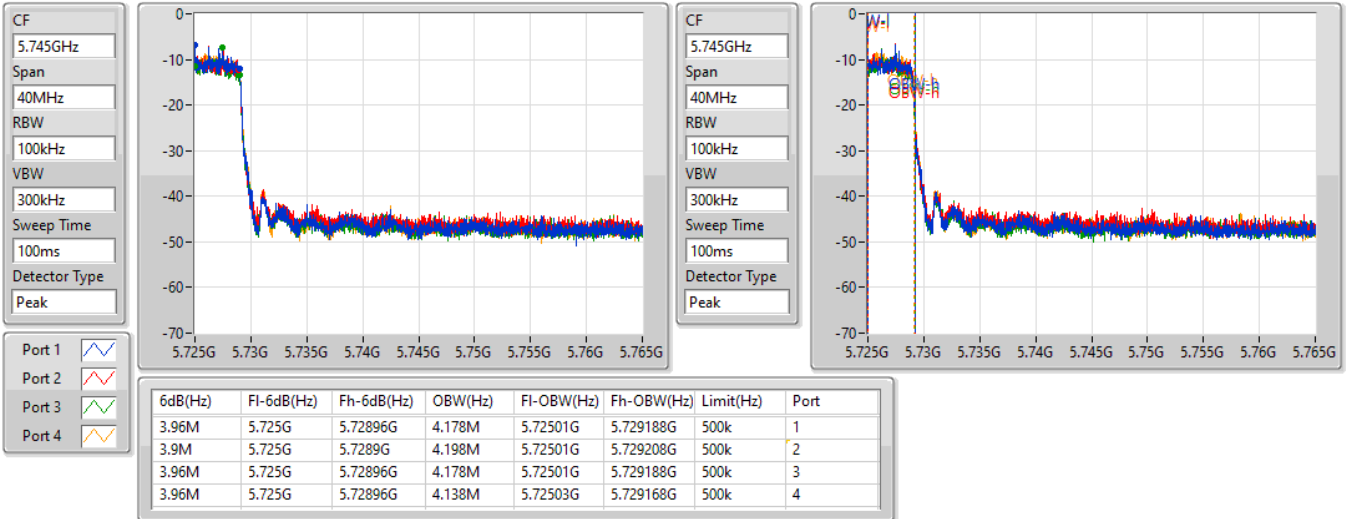 CF
5.745GHz
Span
40MHz
RBW
100kHz
VBW
300kHz
Sweep Time
100ms
Detector Type
Peak
0
-10
-20
-30
-40
-50
-60
-70
5.725G 5.73G 5.735G 5.74G 5.745G 5.75G 5.755G 5.76G 5.765G
CF
5.745GHz
Span
40MHz
RBW
100kHz
VBW
300kHz
Sweep Time
100ms
Detector Type
Peak
0
-10
-20
-30
-40
-50
-60
-70
OBW-h
5.725G 5.73G 5.735G 5.74G 5.745G 5.75G 5.755G 5.76G 5.765G
Port 1
Port 2
Port 3
Port 4
6dB(Hz) Fl-6dB(Hz) Fh-6dB(Hz) OBW(Hz) Fl-OBW(Hz) Fh-OBW(Hz) Limit(Hz) Port
3.96M 5.725G 5.72896G 4.178M 5.72501G 5.729188G 500k 1
3.9M 5.725G 5.7289G 4.198M 5.72501G 5.729208G 500k 2
3.96M 5.725G 5.72896G 4.178M 5.72501G 5.729188G 500k 3
3.96M 5.725G 5.72896G 4.138M 5.72503G 5.729168G 500k 4